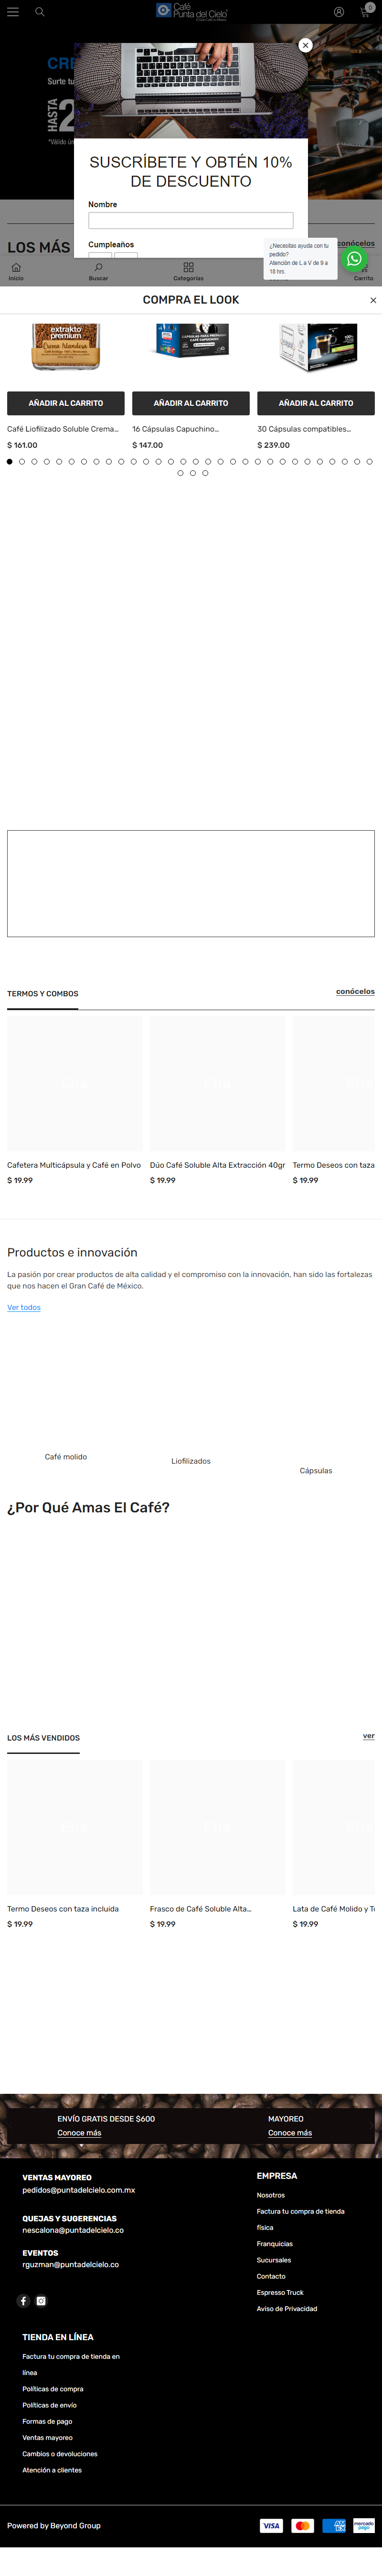 Café
Punta del Cielo
0
CRE
Surte tu
HASTA
2
*Válido ún
SUSCRÍBETE Y OBTÉN 10%
DE DESCUENTO
Nombre
Cumpleaños
LOS MÁS
conócelos
¿Necesitas ayuda con tu
pedido?
Atención de L a V de 9 a
18 hrs.
Inicio
Buscar
Categorías
Carrito
COMPRA EL LOOK
extrakto
premium
Crema Irlandesa
AÑADIR AL CARRITO
AÑADIR AL CARRITO
AÑADIR AL CARRITO
Café Liofilizado Soluble Crema...
16 Cápsulas Capuchino...
30 Cápsulas compatibles...
$ 161.00
$ 147.00
$ 239.00
TERMOS Y COMBOS
conócelos
Cafetera Multicápsula y Café en Polvo
Dúo Café Soluble Alta Extracción 40gr
Termo Deseos con taza
$ 19.99
$ 19.99
$ 19.99
Productos e innovación
La pasión por crear productos de alta calidad y el compromiso con la innovación, han sido las fortalezas
que nos hacen el Gran Café de México.
Ver todos
Café molido
Liofilizados
Cápsulas
¿Por Qué Amas El Café?
LOS MÁS VENDIDOS
ver
Termo Deseos con taza incluida
Frasco de Café Soluble Alta...
Lata de Café Molido y To
$ 19.99
$ 19.99
$ 19.99
ENVÍO GRATIS DESDE $600
Conoce más
MAYOREO
Conoce más
VENTAS MAYOREO
pedidos@puntadelcielo.com.mx
QUEJAS Y SUGERENCIAS
nescalona@puntadelcielo.co
EVENTOS
rguzman@puntadelcielo.co
EMPRESA
Nosotros
Factura tu compra de tienda
física
Franquicias
Sucursales
Contacto
Espresso Truck
Aviso de Privacidad
TIENDA EN LÍNEA
Factura tu compra de tienda en
línea
Políticas de compra
Políticas de envío
Formas de pago
Ventas mayoreo
Cambios o devoluciones
Atención a clientes
Powered by Beyond Group
VISA
mercado
pago